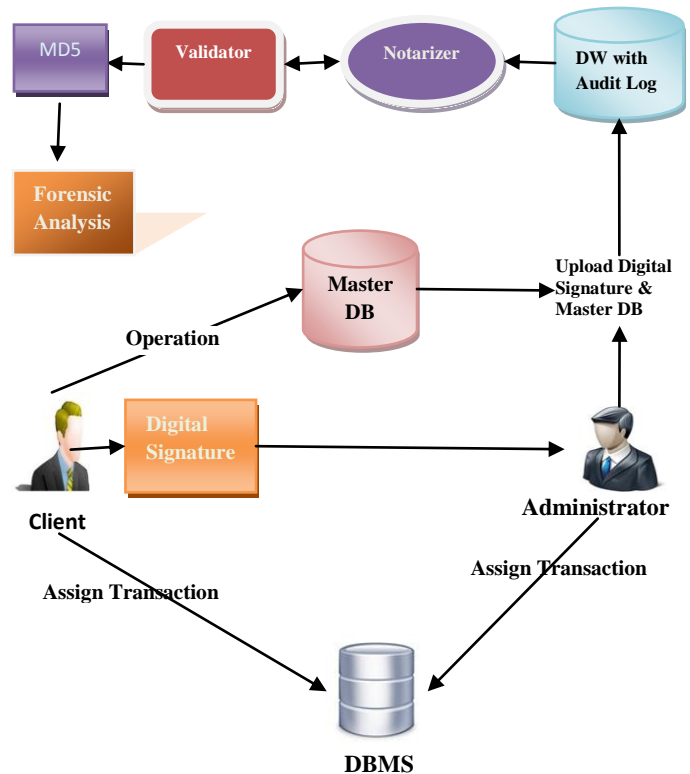 MD5
Validator
Notarizer
DW with
Audit Log
Forensic
Analysis
Master
DB
Upload Digital
Signature &
Master DB
Operation
Digital
Signature
Client
Administrator
Assign Transaction
Assign Transaction
DBMS